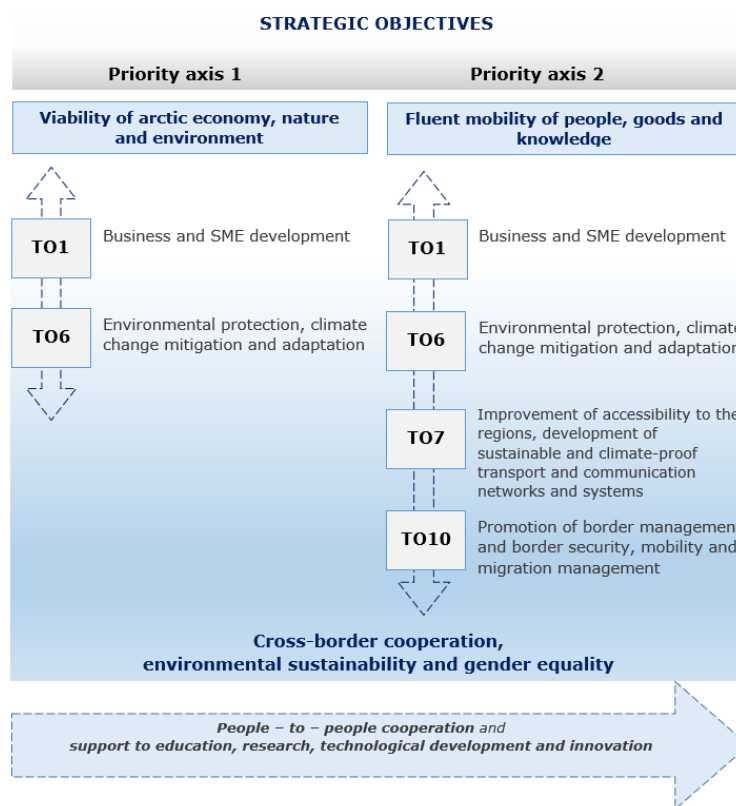 STRATEGIC OBJECTIVES
Priority axis 1
Priority axis 2
Viability of arctic economy, nature
and environment
Fluent mobility of people, goods and
knowledge
TO1
Business and SME development
TO6
Environmental protection, climate
change mitigation and adaptation
TO1
Business and SME development
TO6
Environmental protection, climate
change mitigation and adaptation
TO7
Improvement of accessibility to the
regions, development of
sustainable and climate-proof
transport and communication
networks and systems
TO10
Promotion of border management
and border security, mobility and
migration management
Cross-border cooperation,
environmental sustainability and gender equality
People – to – people cooperation and
support to education, research, technological development and innovation